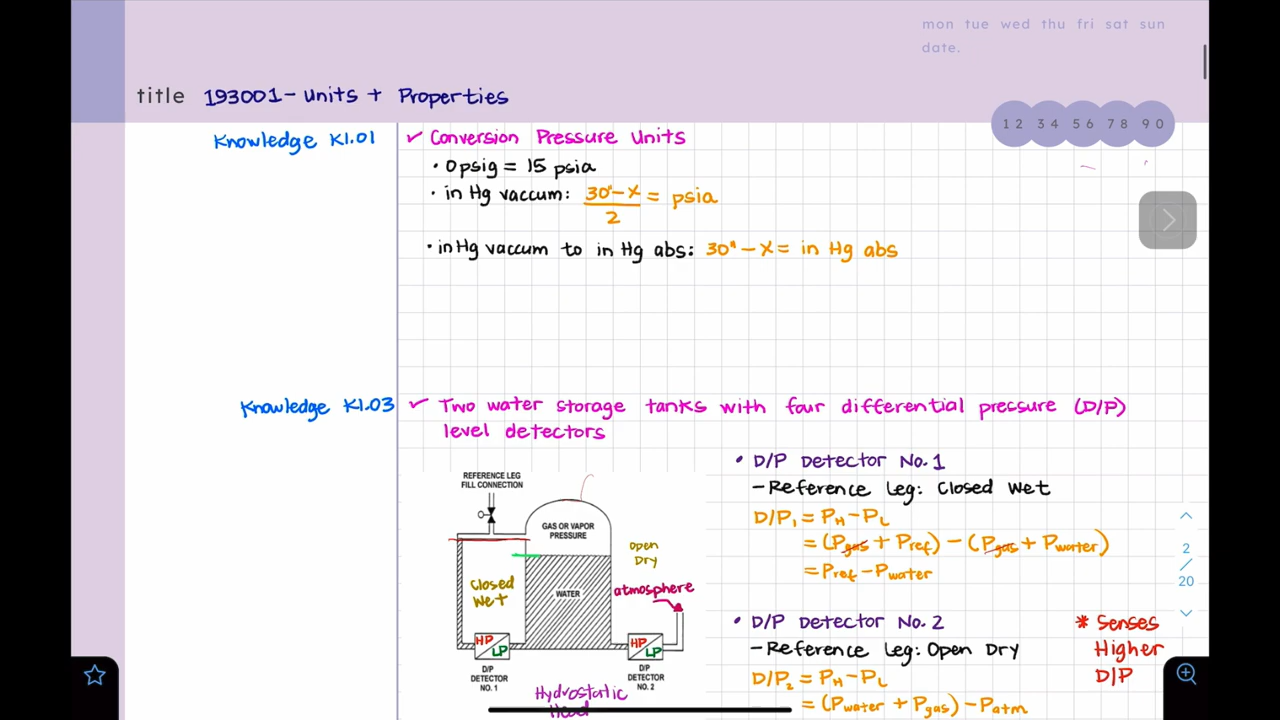 mon tue wed thu fri sat sun
date.
title 193001 - Units + Properties
1 2 3 4 5 6 7 8 9 0
Knowledge K1.01
✓ Conversion Pressure Units
• 0 psig = 15 psia
• in Hg vaccum: 30" - X / 2 = psia
• in Hg vaccum to in Hg abs: 30" - X = in Hg abs
Knowledge K1.03
✓ Two water storage tanks with four differential pressure (D/P)
level detectors
REFERENCE LEG
FILL CONNECTION
GAS OR VAPOR
PRESSURE
Closed
Wet
WATER
Open
Dry
atmosphere
HP
LP
HP
LP
D/P
DETECTOR
NO. 1
D/P
DETECTOR
NO. 2
Hydrostatic
Head
• D/P Detector No. 1
- Reference Leg: Closed Wet
D/P₁ = PH - PL
= (Pgas + Pref) - (Pgas + Pwater)
= Pref - Pwater
• D/P Detector No. 2
- Reference Leg: Open Dry
D/P₂ = PH - PL
= (Pwater + Pgas) - Patm
* Senses
Higher
D/P
2
/
20